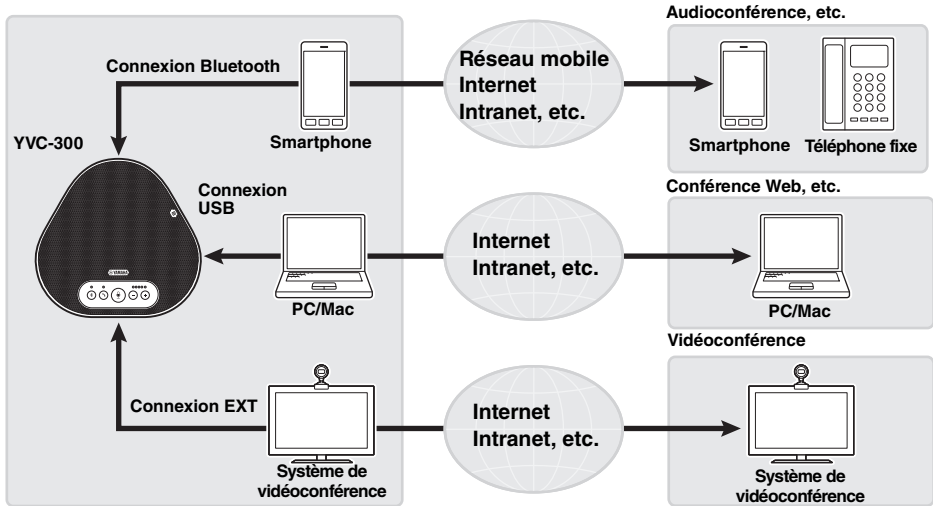 Audioconférence, etc.
Connexion Bluetooth
Réseau mobile
Internet
Intranet, etc.
YVC-300
Smartphone
Smartphone
Téléphone fixe
Conférence Web, etc.
Connexion
USB
Internet
Intranet, etc.
YAMAHA
PC/Mac
PC/Mac
Vidéoconférence
Connexion EXT
Internet
Intranet, etc.
Système de
vidéoconférence
Système de
vidéoconférence